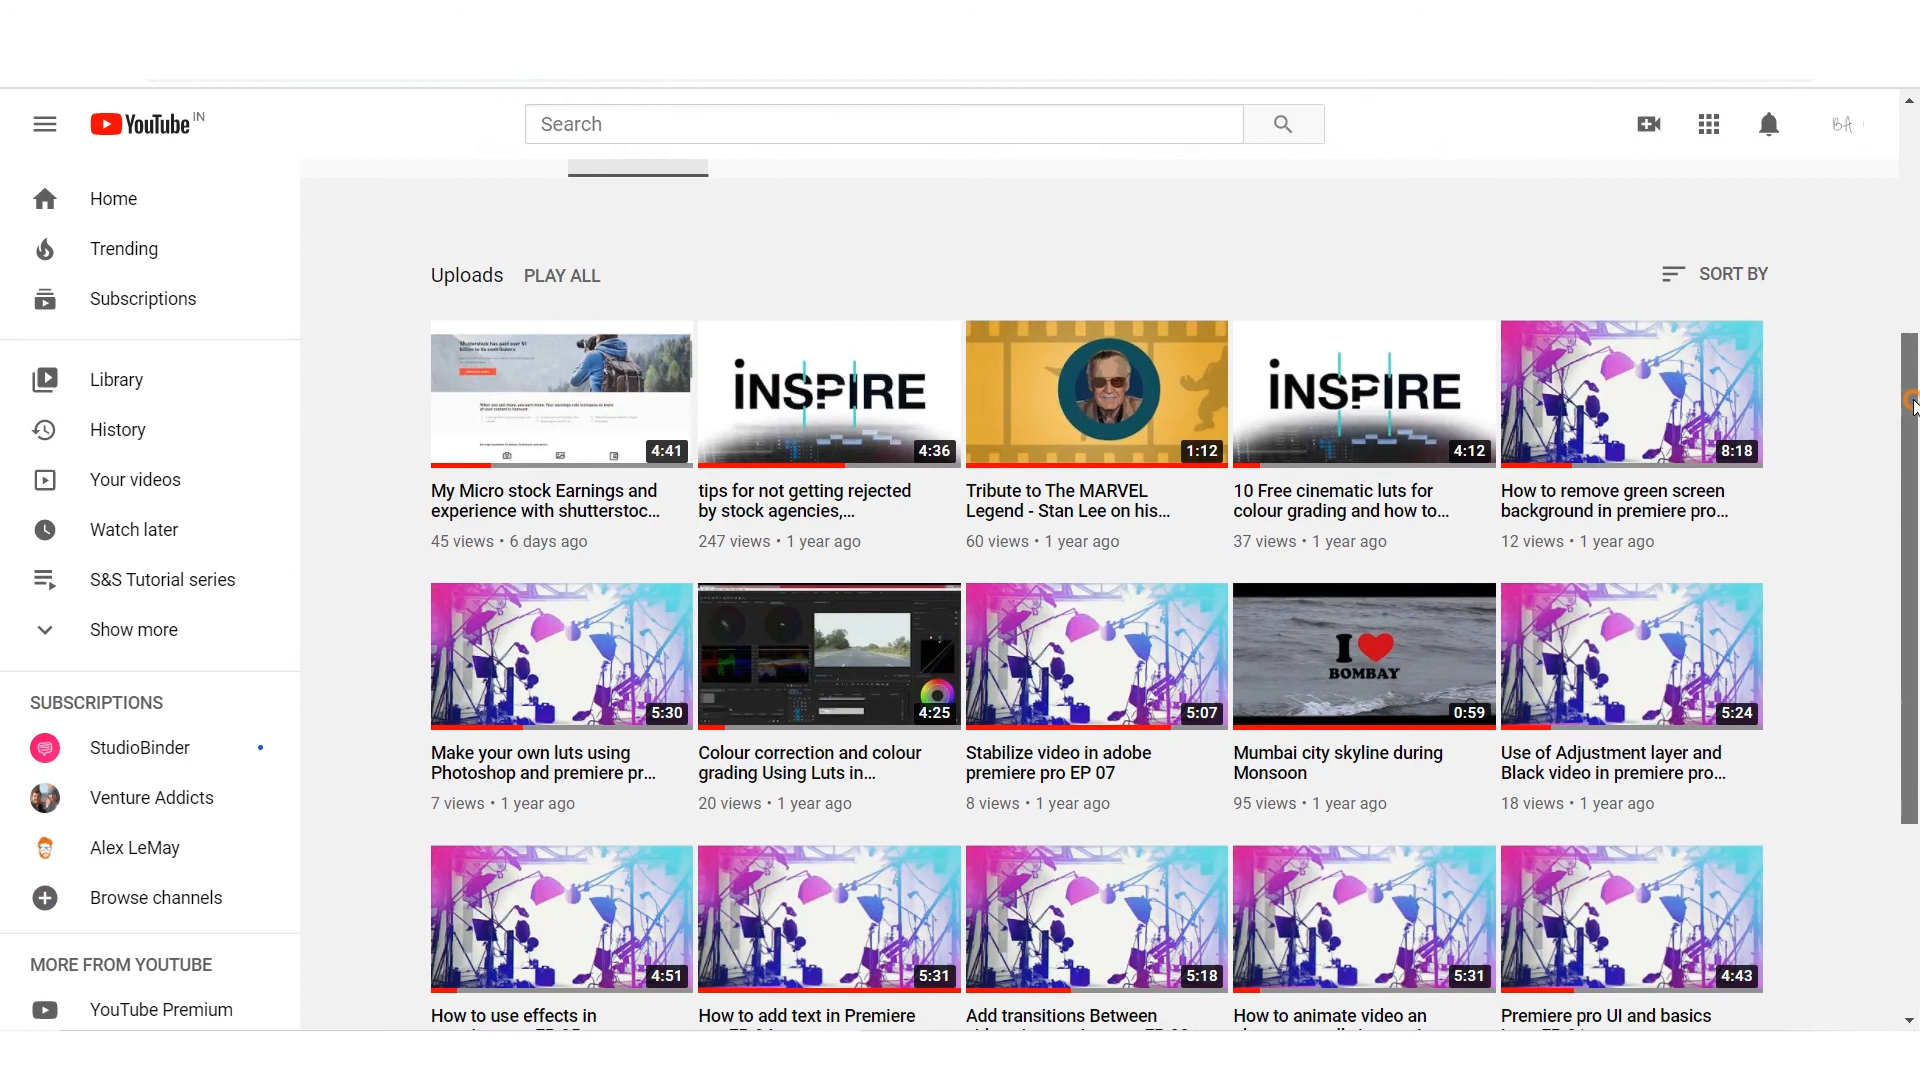 YouTube IN
Search
BA
Home
Trending
Subscriptions
Library
History
Your videos
Watch later
S&S Tutorial series
Show more
SUBSCRIPTIONS
StudioBinder
Venture Addicts
Alex LeMay
Browse channels
MORE FROM YOUTUBE
YouTube Premium
Uploads PLAY ALL
SORT BY
Shutterstock has paid over $1
billion to its contributors
4:41
iNSPIRE
4:36
1:12
iNSPIRE
4:12
8:18
My Micro stock Earnings and
experience with shutterstoc...
45 views • 6 days ago
tips for not getting rejected
by stock agencies,...
247 views • 1 year ago
Tribute to The MARVEL
Legend - Stan Lee on his...
60 views • 1 year ago
10 Free cinematic luts for
colour grading and how to...
37 views • 1 year ago
How to remove green screen
background in premiere pro...
12 views • 1 year ago
5:30
4:25
5:07
I
BOMBAY
0:59
5:24
Make your own luts using
Photoshop and premiere pr...
7 views • 1 year ago
Colour correction and colour
grading Using Luts in...
20 views • 1 year ago
Stabilize video in adobe
premiere pro EP 07
8 views • 1 year ago
Mumbai city skyline during
Monsoon
95 views • 1 year ago
Use of Adjustment layer and
Black video in premiere pro...
18 views • 1 year ago
4:51
5:31
5:18
5:31
4:43
How to use effects in
How to add text in Premiere
Add transitions Between
How to animate video an
Premiere pro UI and basics